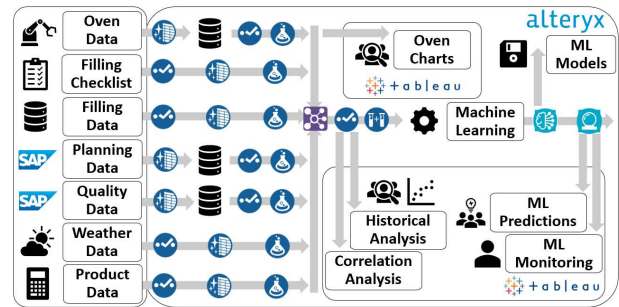 alteryx
Oven
Data
Filling
Checklist
Filling
Data
SAP
Planning
Data
SAP
Quality
Data
Weather
Data
Product
Data
Oven
Charts
+ a b l e a u
ML
Models
Machine
Learning
Historical
Analysis
Correlation
Analysis
ML
Predictions
ML
Monitoring
+ a b l e a u